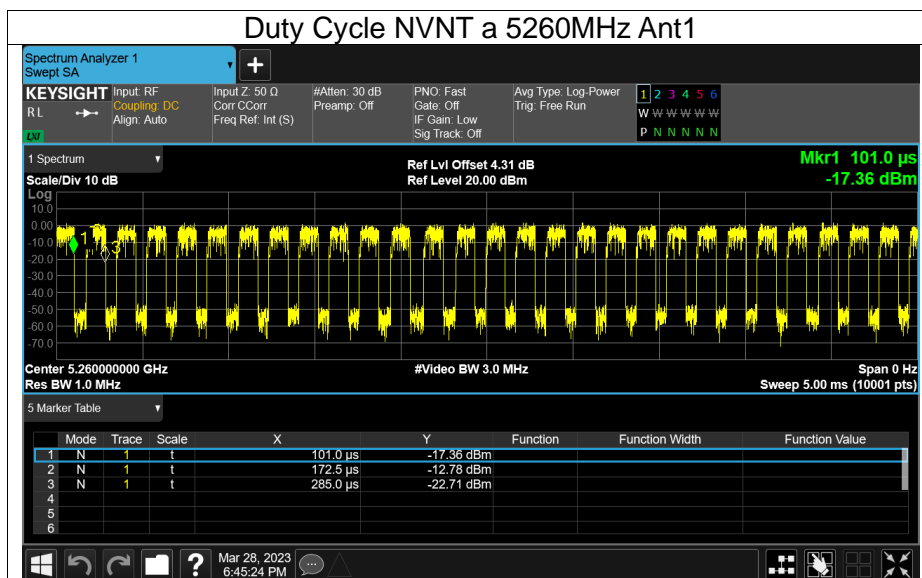 Duty Cycle NVNT a 5260MHz Ant1
Spectrum Analyzer 1
Swept SA
KEYSIGHT Input: RF Input Z: 50 Ω #Atten: 30 dB PNO: Fast Avg Type: Log-Power 1 2 3 4 5 6
R L Coupling: DC Corr CCorr Preamp: Off Gate: Off Trig: Free Run W W W W W W
Align: Auto Freq Ref: Int (S) IF Gain: Low
LXI Sig Track: Off P N N N N N
1 Spectrum
Ref Lvl Offset 4.31 dB Mkr1 101.0 µs
Scale/Div 10 dB Ref Level 20.00 dBm -17.36 dBm
Log
10.0
0.00
-10.0 1 3
-20.0
-30.0
-40.0
-50.0
-60.0
-70.0
Center 5.260000000 GHz #Video BW 3.0 MHz Span 0 Hz
Res BW 1.0 MHz Sweep 5.00 ms (10001 pts)
5 Marker Table
Mode Trace Scale X Y Function Function Width Function Value
1 N 1 t 101.0 µs -17.36 dBm
2 N 1 t 172.5 µs -12.78 dBm
3 N 1 t 285.0 µs -22.71 dBm
4
5
6
? Mar 28, 2023
6:45:24 PM